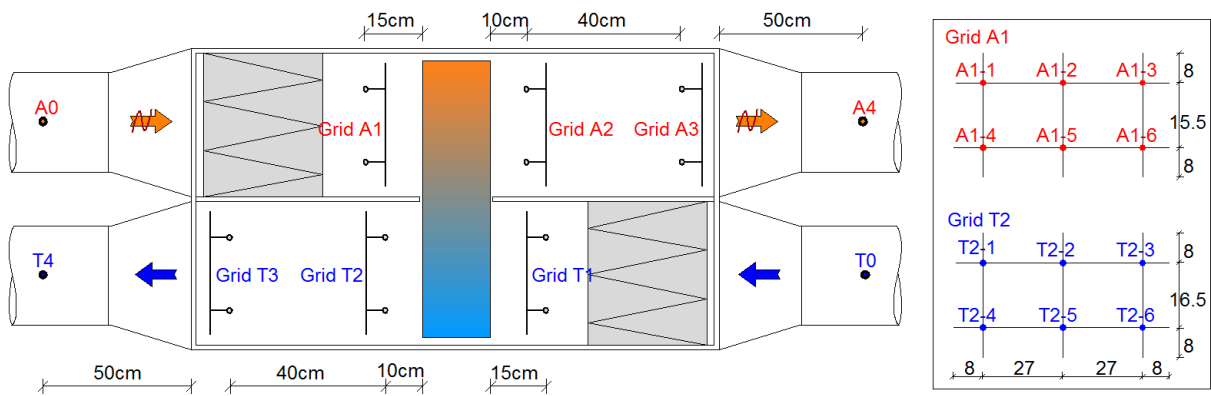 15cm 10cm 40cm 50cm
A0 Grid A1 Grid A2 Grid A3 A4
T4 Grid T3 Grid T2 Grid T1 T0
50cm 40cm 10cm 15cm
Grid A1
A1-1 A1-2 A1-3 8
15.5
A1-4 A1-5 A1-6
8
Grid T2
T2-1 T2-2 T2-3 8
16.5
T2-4 T2-5 T2-6
8
8 27 27 8